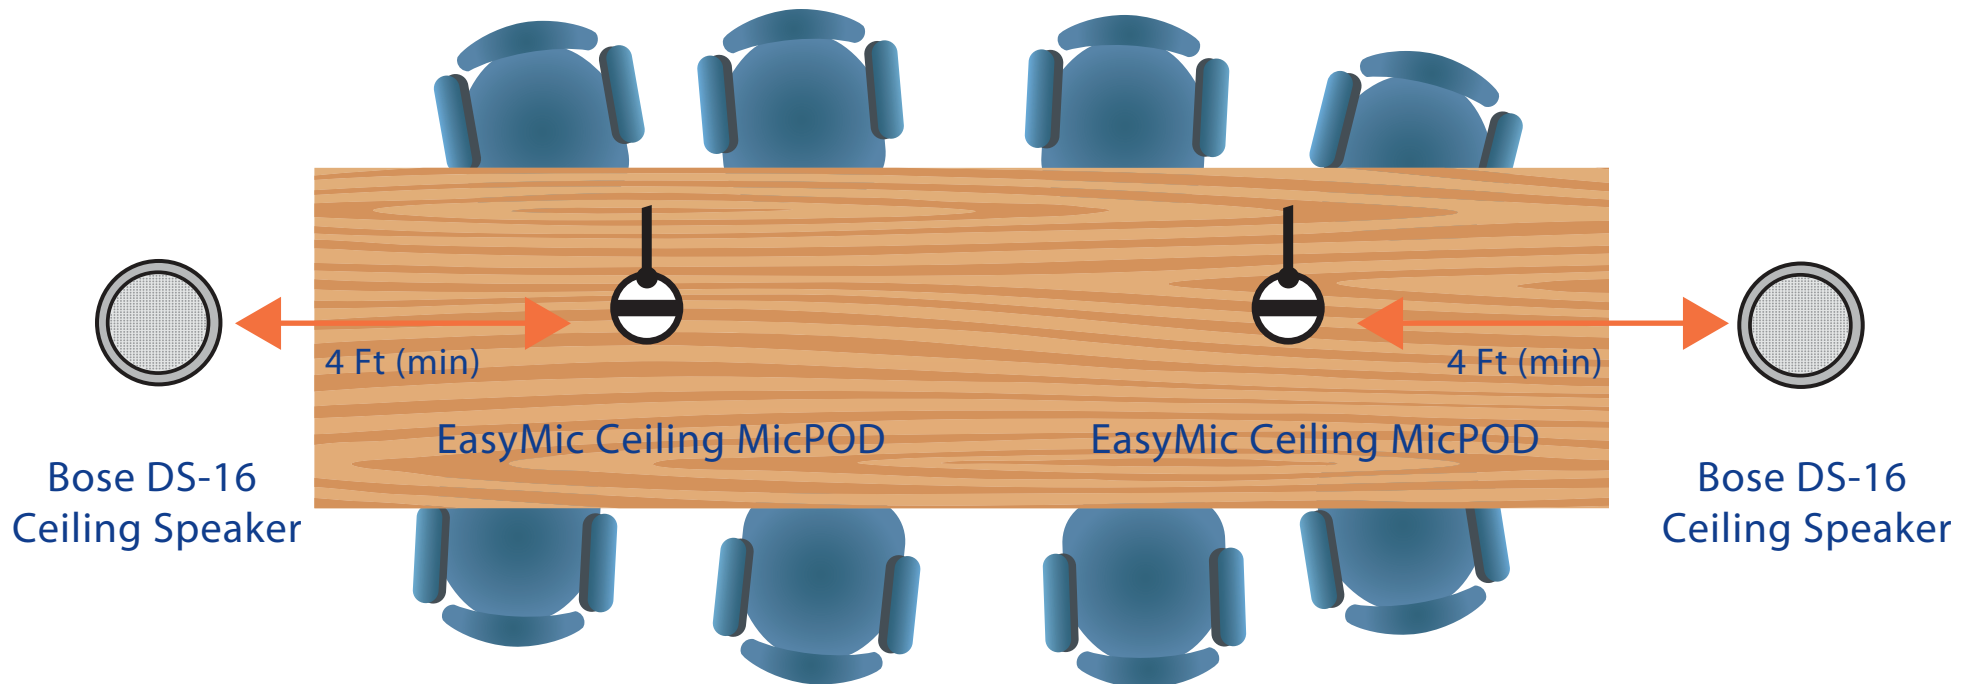 4 Ft (min)
4 Ft (min)
EasyMic Ceiling MicPOD
EasyMic Ceiling MicPOD
Bose DS-16
Ceiling Speaker
Bose DS-16
Ceiling Speaker